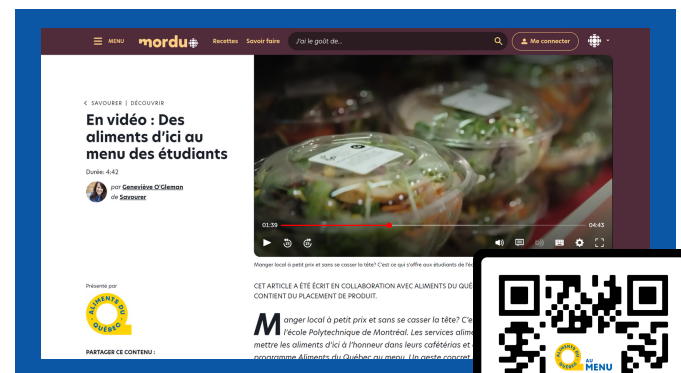 MENU
mordu
Recettes
Savoir faire
J'ai le goût de...
Me connecter
< SAVOURER | DÉCOUVRIR
En vidéo : Des
aliments d'ici au
menu des étudiants
Durée: 4:42
par Geneviève O'Gleman
de Savourer
01:39
04:43
Manger local à petit prix et sans se casser la tête? C'est ce qui s'offre aux étudiants de l'éc
Présenté par
ALIMENTS DU
QUÉBEC
PARTAGER CE CONTENU :
CET ARTICLE A ÉTÉ ÉCRIT EN COLLABORATION AVEC ALIMENTS DU QUÉ
CONTIENT DU PLACEMENT DE PRODUIT.
Manger local à petit prix et sans se casser la tête? C'e
l'école Polytechnique de Montréal. Les services alime
mettre les aliments d'ici à l'honneur dans leurs cafétérias et
programme Aliments du Québec au menu. Un geste concret
ALIMENTS DU
QUÉBEC
AU
MENU